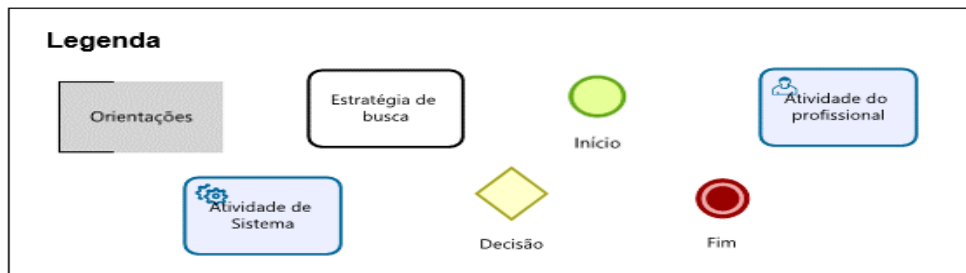 Legenda
Orientações
Estratégia de
busca
Início
Atividade do
profissional
Atividade de
Sistema
Decisão
Fim